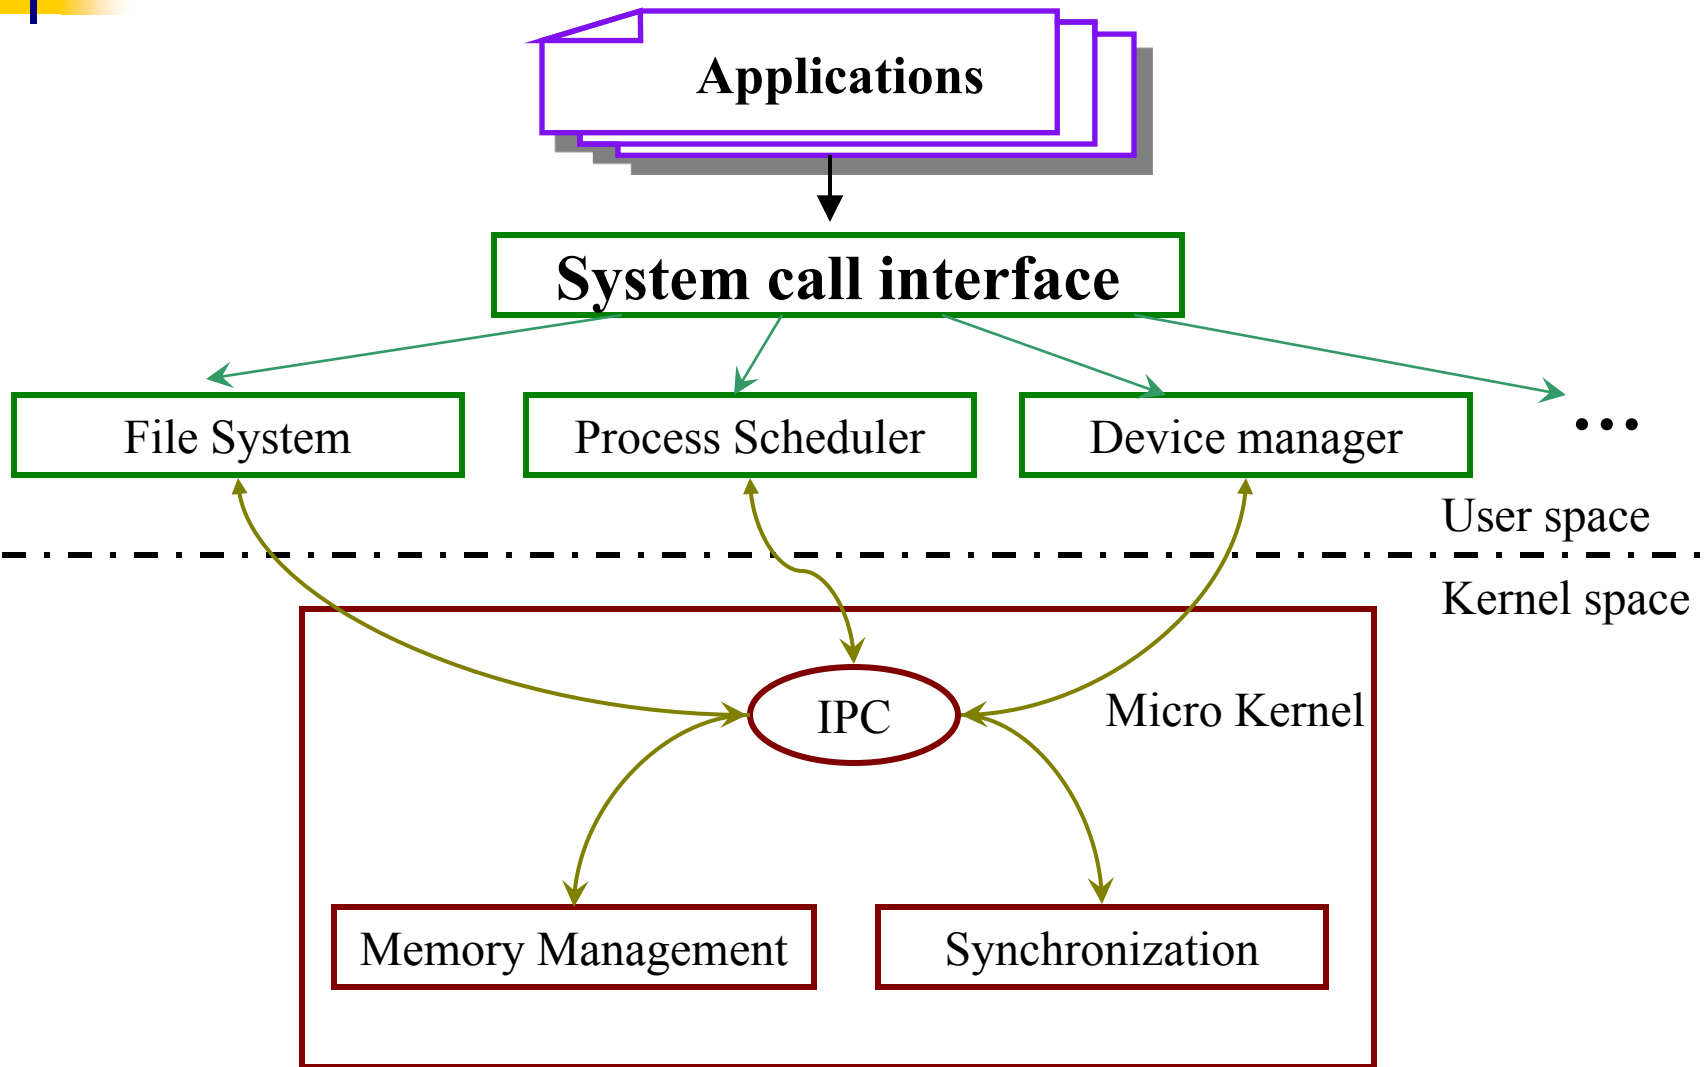 Applications
System call interface
File System
Process Scheduler
Device manager
...
User space
Kernel space
IPC
Micro Kernel
Memory Management
Synchronization